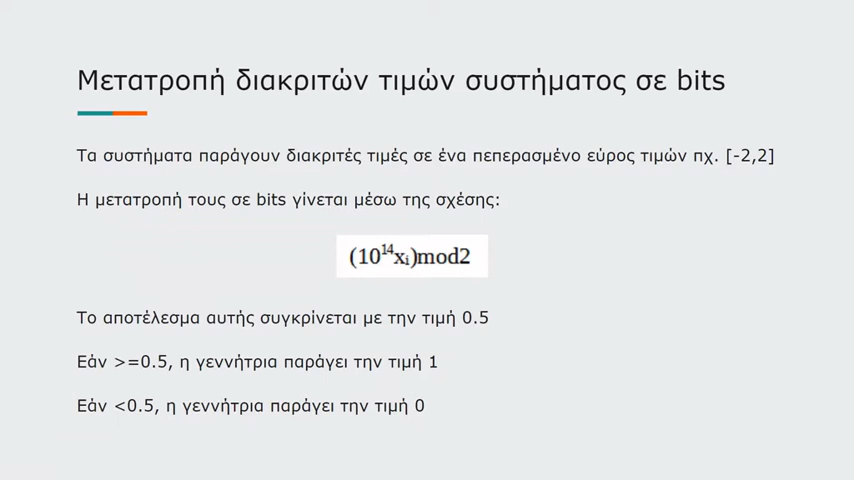 Μετατροπή διακριτών τιμών συστήματος σε bits
Τα συστήματα παράγουν διακριτές τιμές σε ένα πεπερασμένο εύρος τιμών πχ. [-2,2]
Η μετατροπή τους σε bits γίνεται μέσω της σχέσης:
(10¹⁴xᵢ)mod2
Το αποτέλεσμα αυτής συγκρίνεται με την τιμή 0.5
Εάν >=0.5, η γεννήτρια παράγει την τιμή 1
Εάν <0.5, η γεννήτρια παράγει την τιμή 0